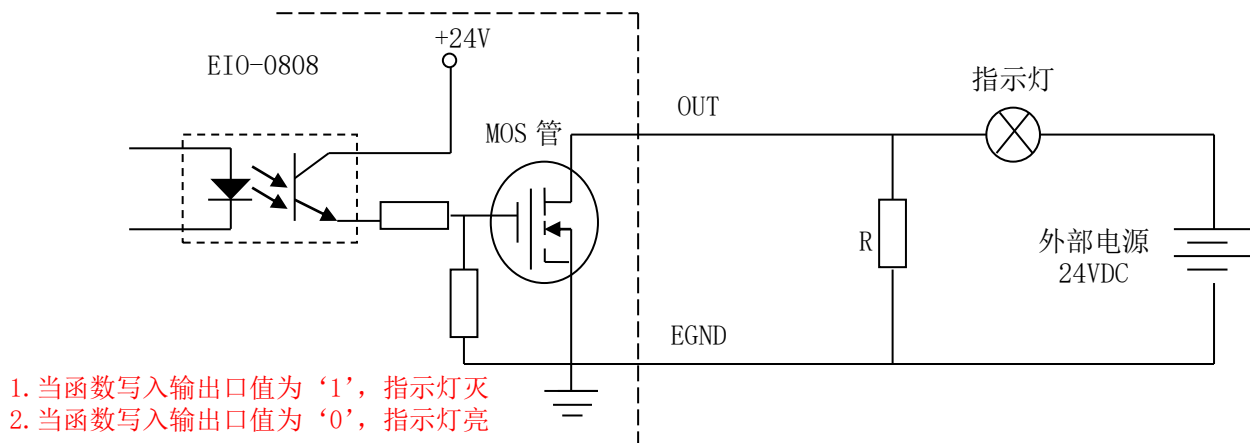 +24V
EIO-0808
指示灯
OUT
MOS 管
R
外部电源
24VDC
EGND
1.当函数写入输出口值为‘1’，指示灯灭
2.当函数写入输出口值为‘0’，指示灯亮